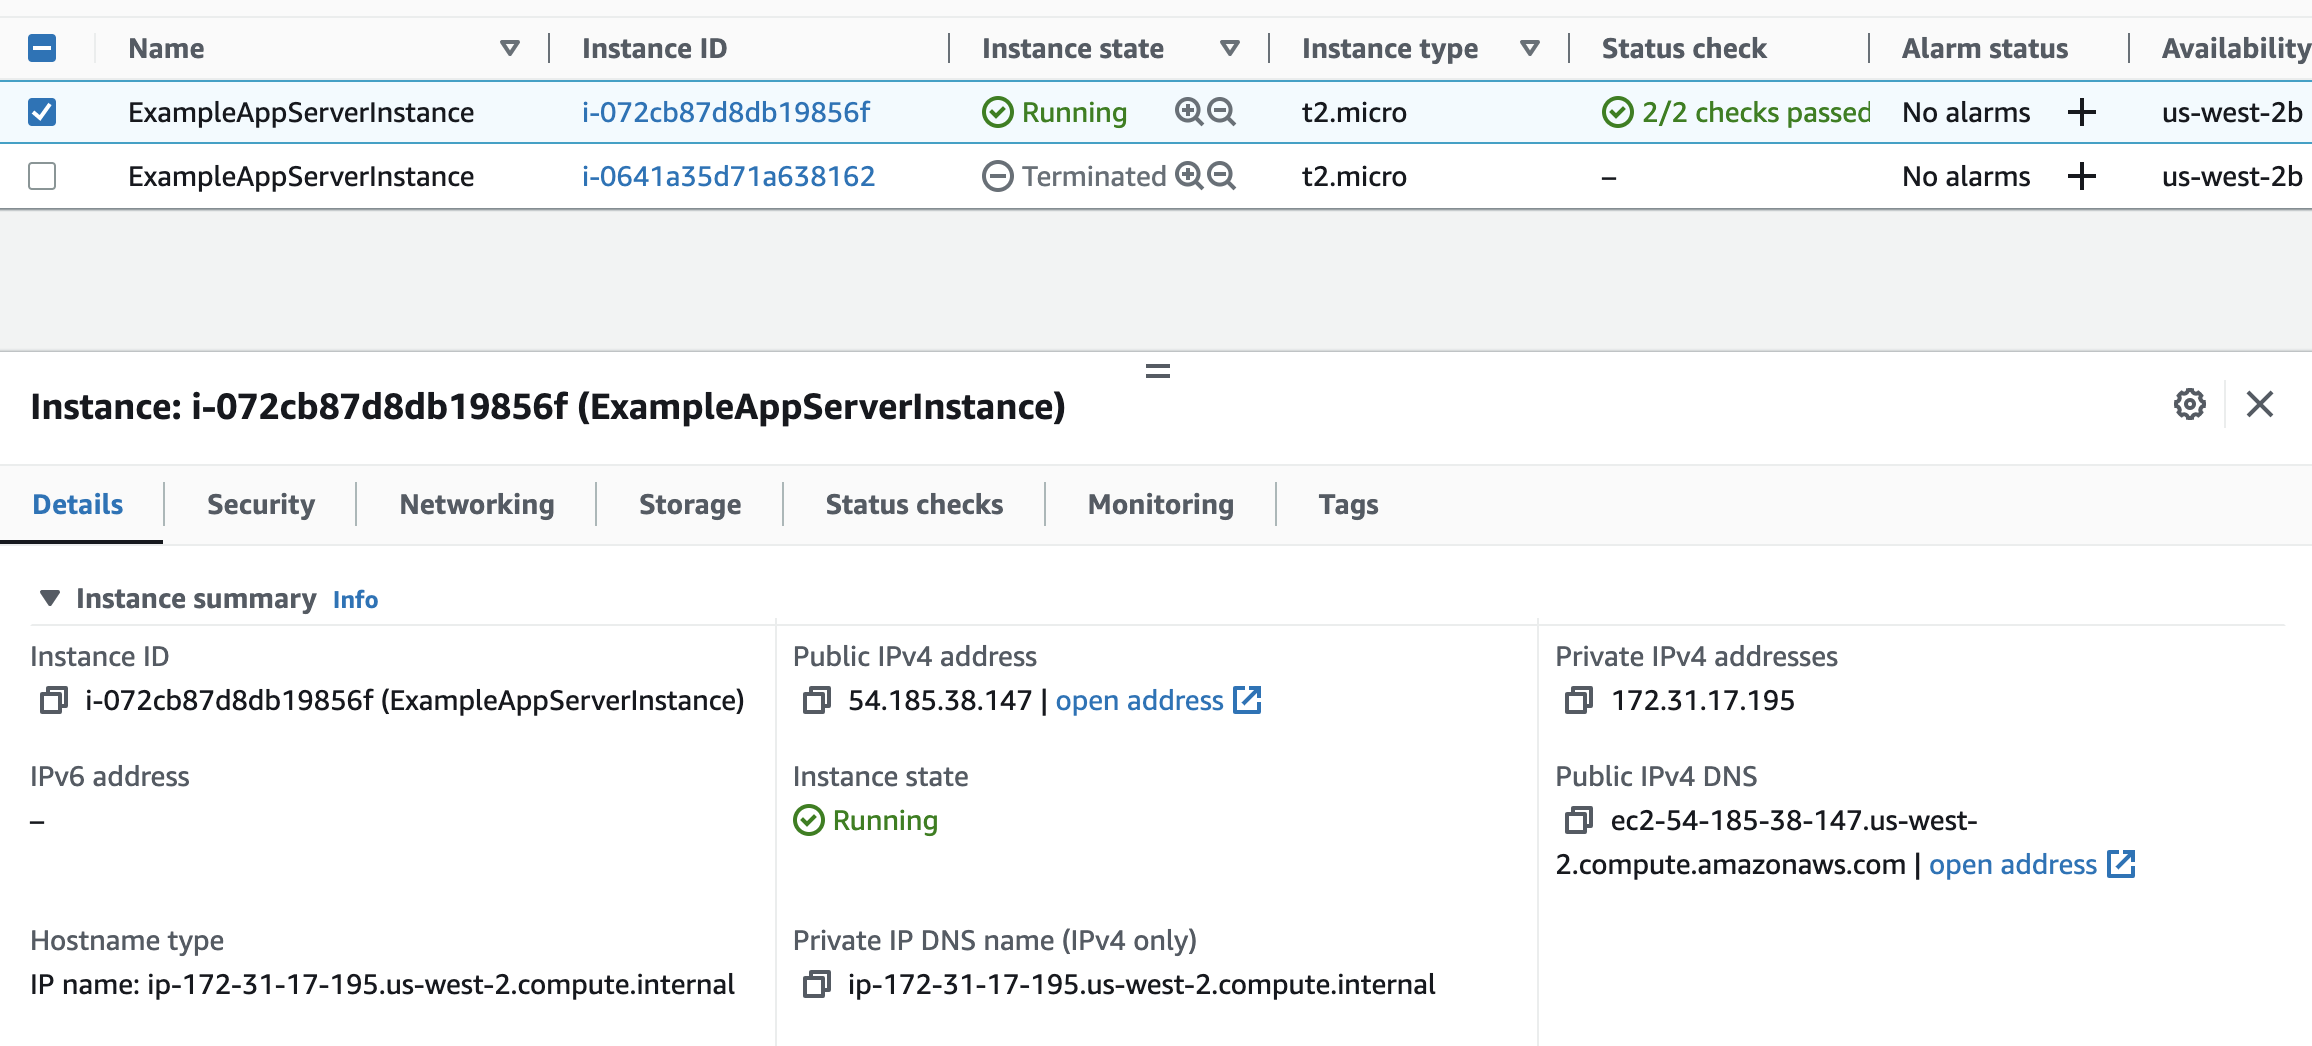 Name Instance ID Instance state Instance type Status check Alarm status Availability
ExampleAppServerInstance i-072cb87d8db19856f Running t2.micro 2/2 checks passed No alarms + us-west-2b
ExampleAppServerInstance i-0641a35d71a638162 Terminated t2.micro – No alarms + us-west-2b
Instance: i-072cb87d8db19856f (ExampleAppServerInstance)
Details Security Networking Storage Status checks Monitoring Tags
Instance summary Info
Instance ID
i-072cb87d8db19856f (ExampleAppServerInstance)
Public IPv4 address
54.185.38.147 | open address
Private IPv4 addresses
172.31.17.195
IPv6 address
–
Instance state
Running
Public IPv4 DNS
ec2-54-185-38-147.us-west-
2.compute.amazonaws.com | open address
Hostname type
IP name: ip-172-31-17-195.us-west-2.compute.internal
Private IP DNS name (IPv4 only)
ip-172-31-17-195.us-west-2.compute.internal